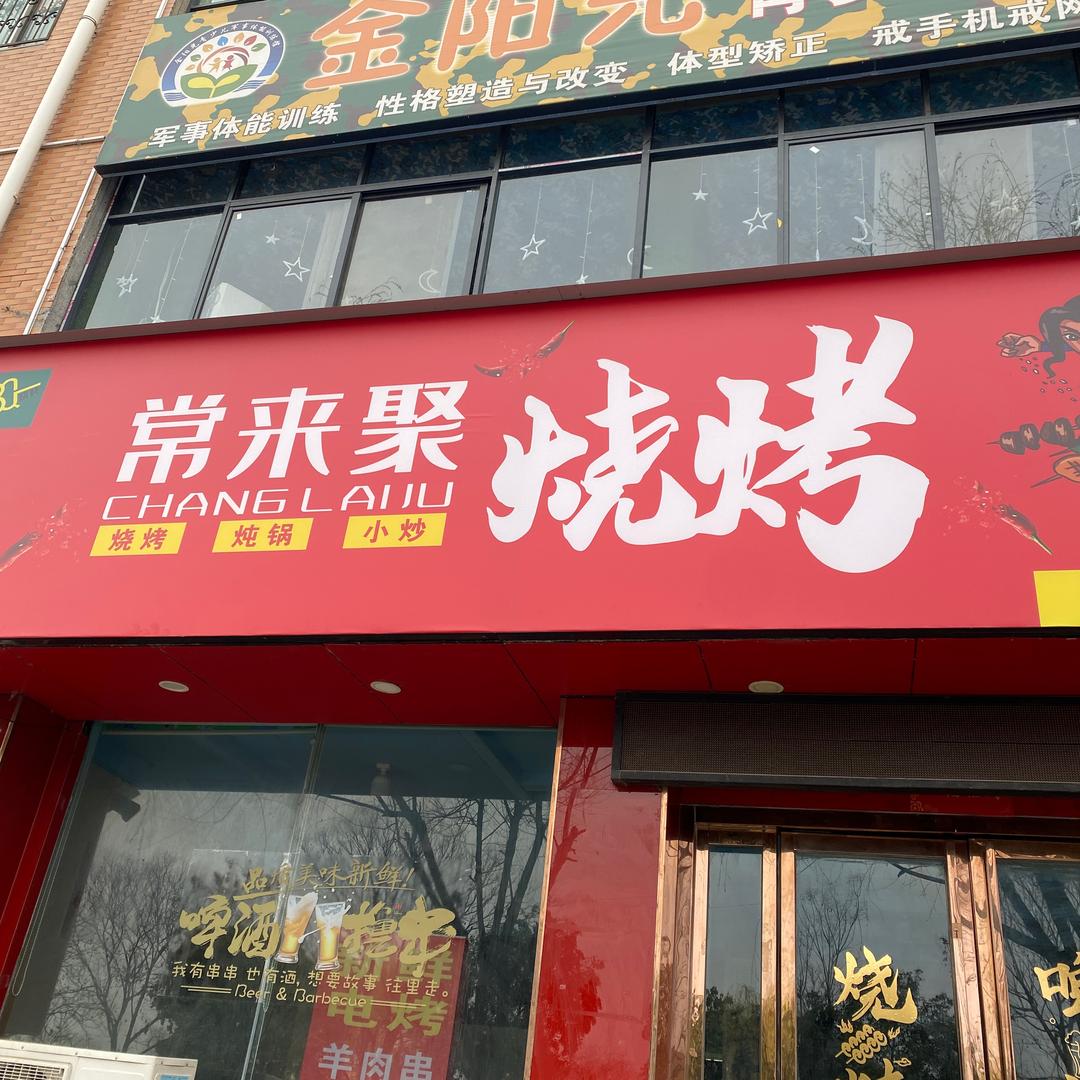 金阳光
军事体能训练 性格塑造与改变 体型矫正 戒手机戒网
常来聚 烧烤
CHANG LAIJU
烧烤 炖锅 小炒
品质美味新鲜!
啤酒 撸串
我有串串 也有酒, 想要故事 往里走。
Beer & Barbecue
新鲜
电烤
羊肉串
烧